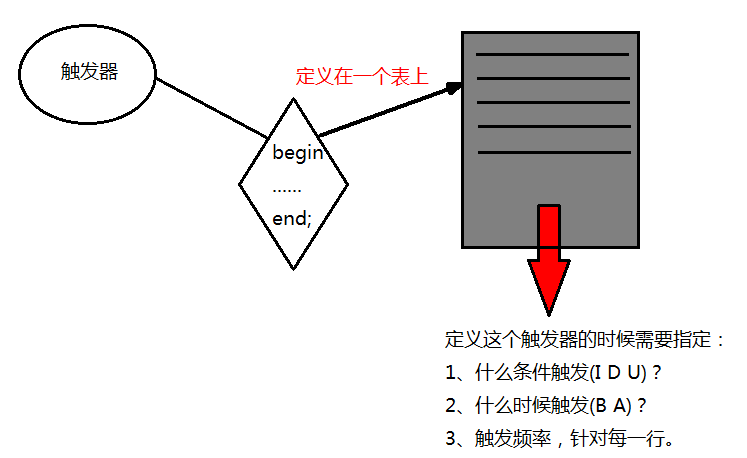 触发器
定义在一个表上
begin
......
end;
定义这个触发器的时候需要指定：
1、什么条件触发(I D U)？
2、什么时候触发(B A)？
3、触发频率，针对每一行。